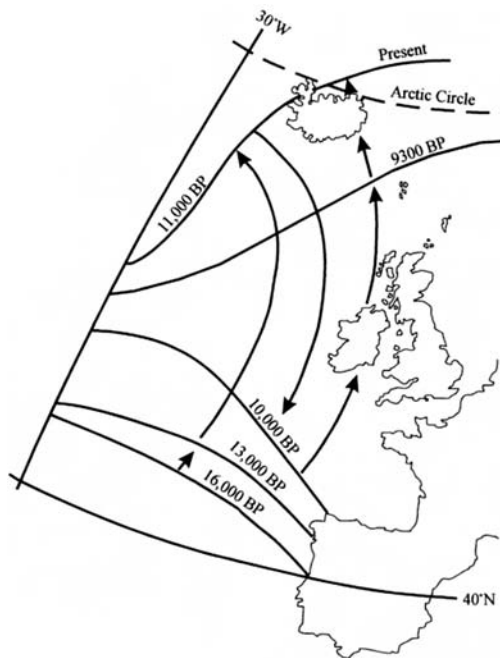 30°W
Present
Arctic Circle
9300 BP
11,000 BP
10,000 BP
13,000 BP
16,000 BP
40°N